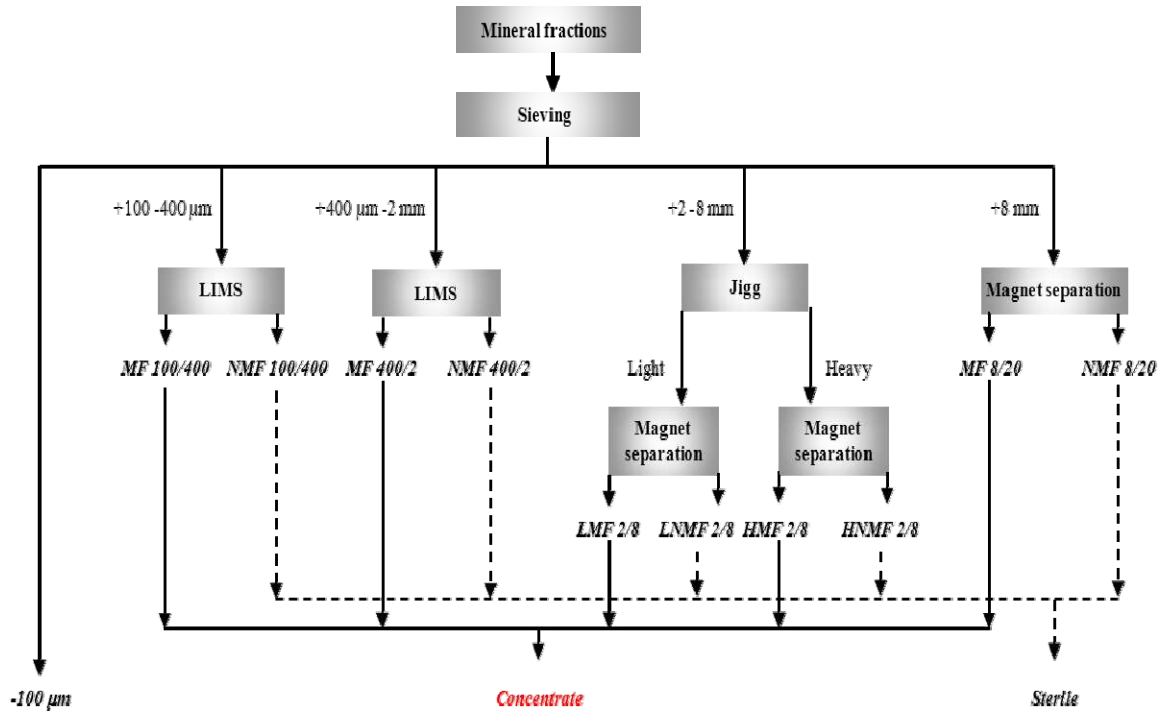 Mineral fractions
Sieving
+100 -400 µm
+400 µm -2 mm
+2 -8 mm
+8 mm
LIMS
LIMS
Jigg
Magnet separation
MF 100/400
NMF 100/400
MF 400/2
NMF 400/2
Light
Heavy
MF 8/20
NMF 8/20
Magnet
separation
Magnet
separation
LMF 2/8
LNMF 2/8
HMF 2/8
HNMF 2/8
-100 µm
Concentrate
Sterile